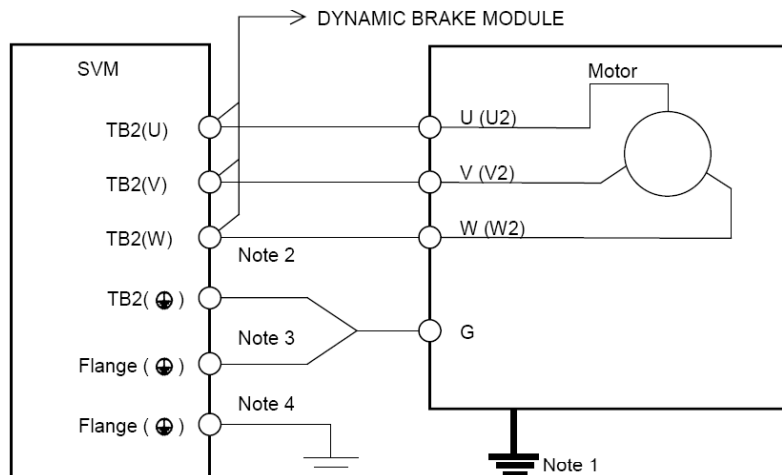 DYNAMIC BRAKE MODULE
SVM
Motor
TB2(U)
U (U2)
TB2(V)
V (V2)
TB2(W)
W (W2)
Note 2
TB2(⏚)
Note 3
G
Flange (⏚)
Note 4
Flange (⏚)
Note 1